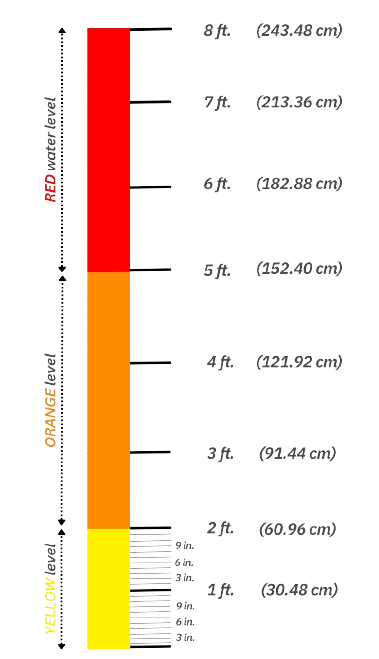 8 ft. (243.48 cm)
7 ft. (213.36 cm)
RED water level
6 ft. (182.88 cm)
5 ft. (152.40 cm)
4 ft. (121.92 cm)
ORANGE level
3 ft. (91.44 cm)
2 ft. (60.96 cm)
9 in.
6 in.
3 in.
YELLOW level
1 ft. (30.48 cm)
9 in.
6 in.
3 in.